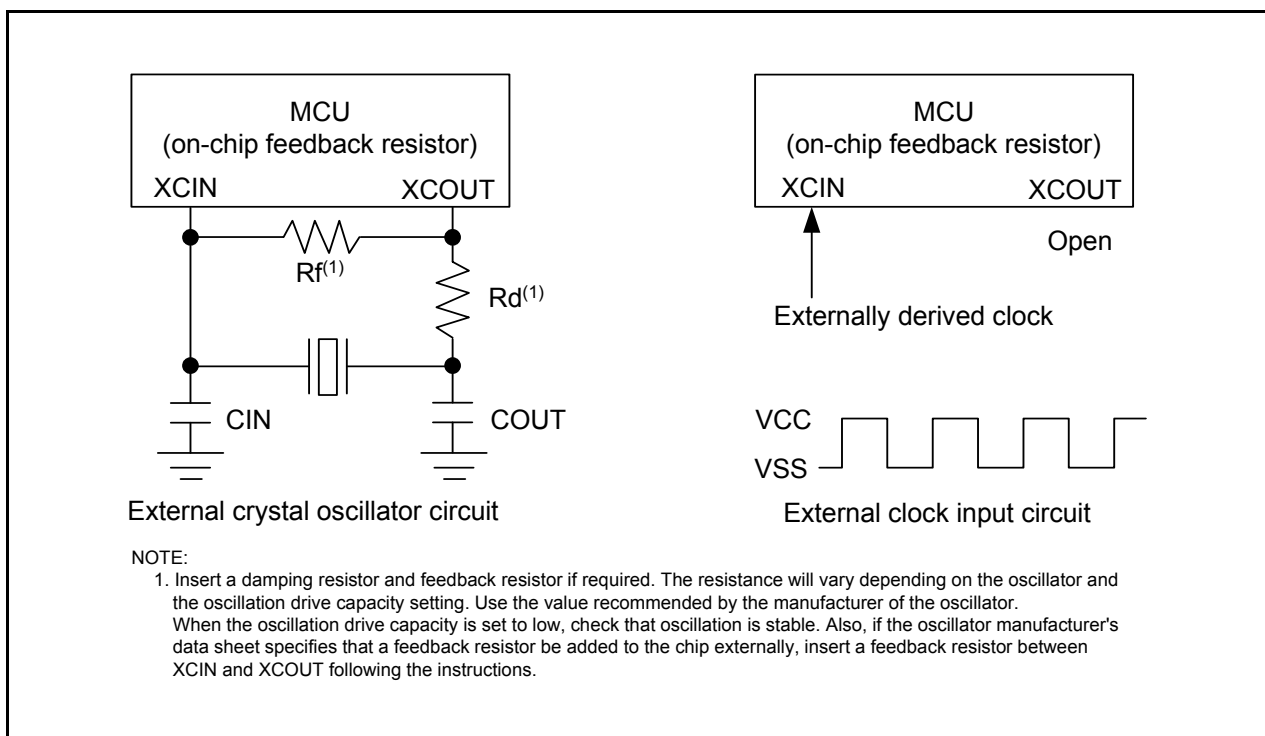 MCU
(on-chip feedback resistor)
XCIN
XCOUT
Rf(1)
Rd(1)
CIN
COUT
External crystal oscillator circuit
MCU
(on-chip feedback resistor)
XCIN
XCOUT
Open
Externally derived clock
VCC
VSS
External clock input circuit
NOTE:
1. Insert a damping resistor and feedback resistor if required. The resistance will vary depending on the oscillator and
the oscillation drive capacity setting. Use the value recommended by the manufacturer of the oscillator.
When the oscillation drive capacity is set to low, check that oscillation is stable. Also, if the oscillator manufacturer's
data sheet specifies that a feedback resistor be added to the chip externally, insert a feedback resistor between
XCIN and XCOUT following the instructions.